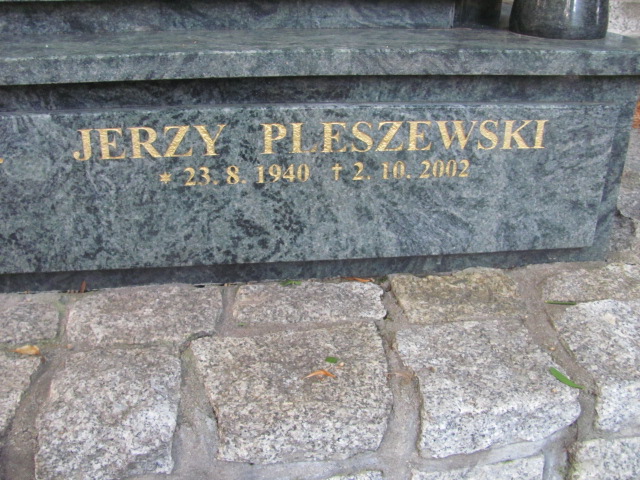 JERZY PLESZEWSKI
* 23. 8. 1940 † 2. 10. 2002